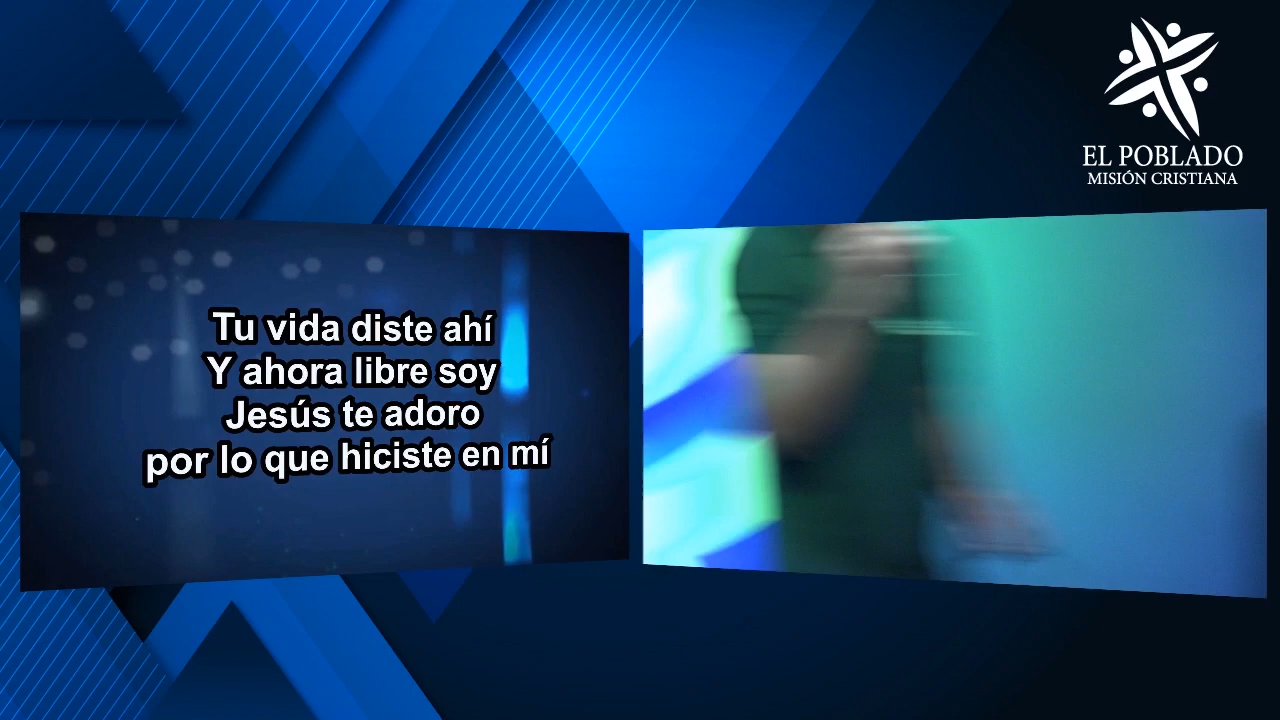 EL POBLADO
MISIÓN CRISTIANA
Tu vida diste ahí
Y ahora libre soy
Jesús te adoro
por lo que hiciste en mí